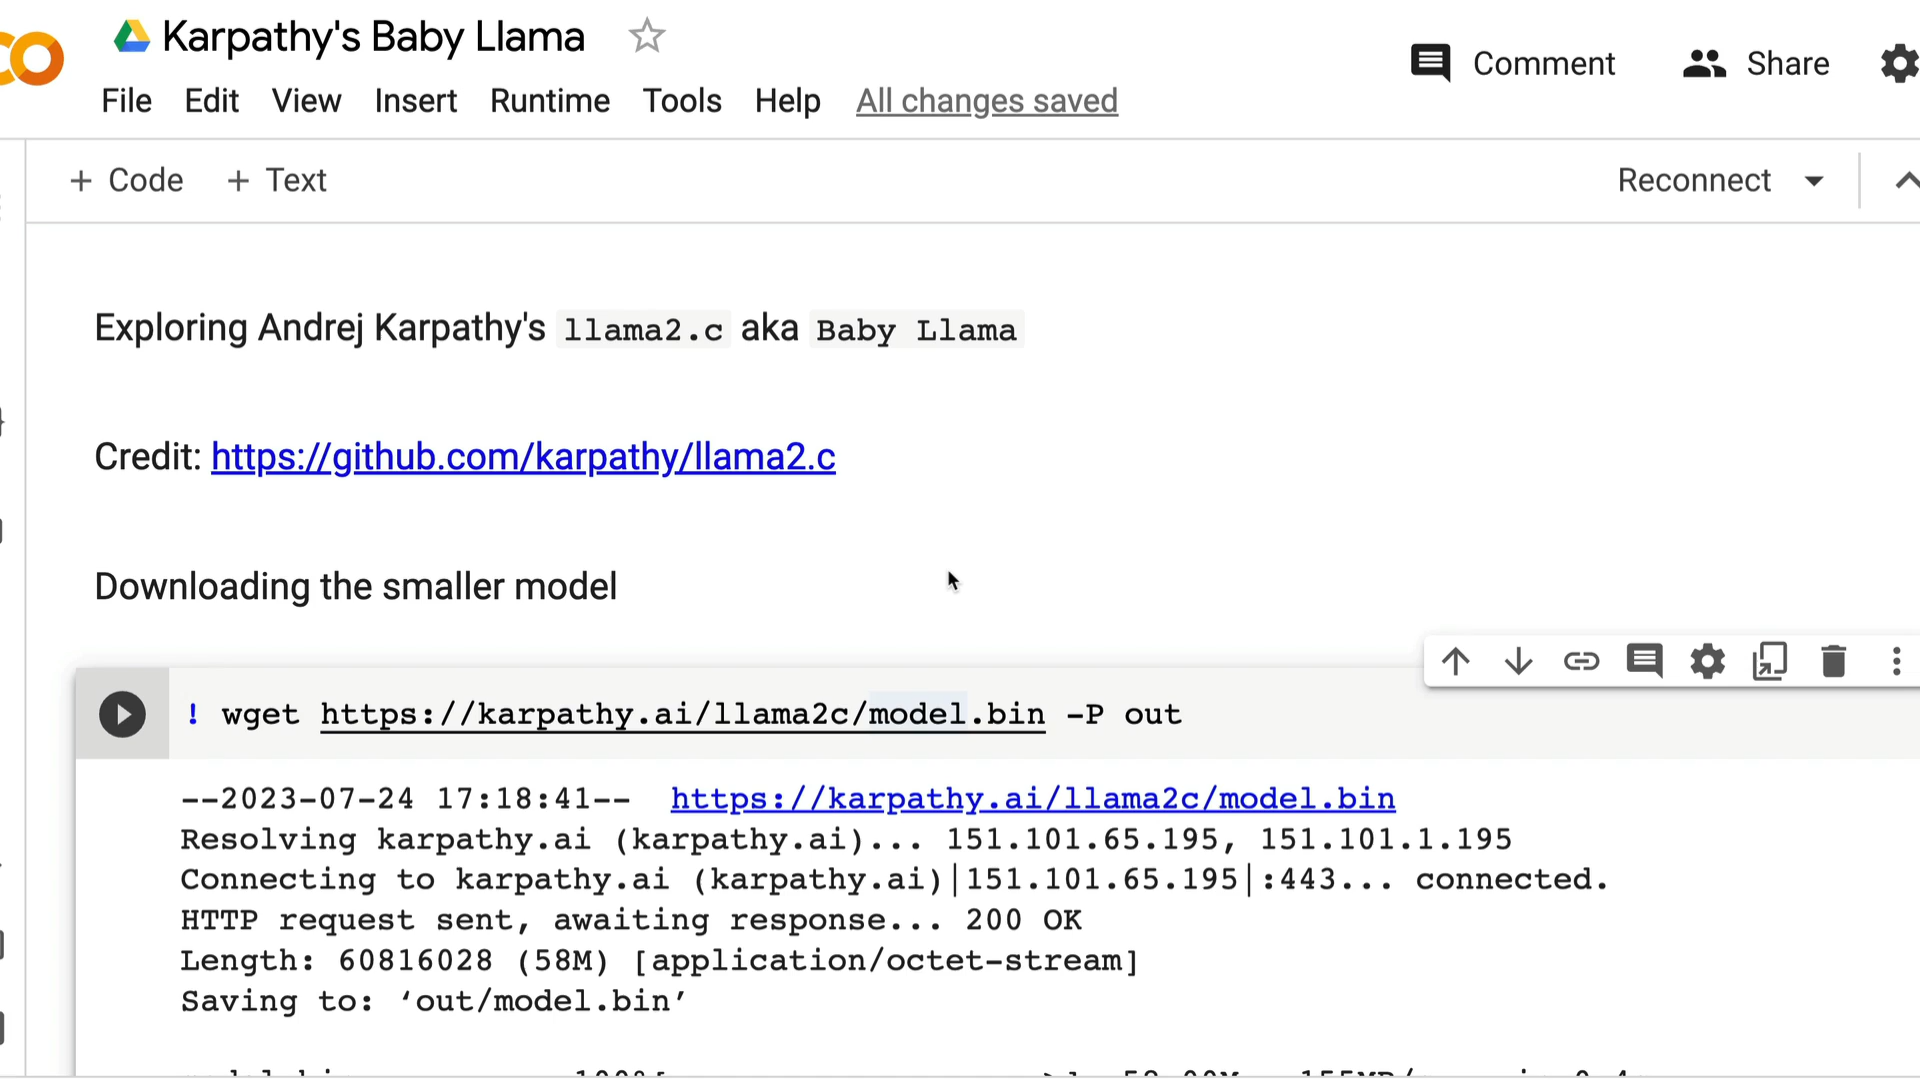 Karpathy's Baby Llama
File Edit View Insert Runtime Tools Help All changes saved
Comment Share
+ Code + Text
Reconnect
Exploring Andrej Karpathy's llama2.c aka Baby Llama
Credit: https://github.com/karpathy/llama2.c
Downloading the smaller model
! wget https://karpathy.ai/llama2c/model.bin -P out
--2023-07-24 17:18:41-- https://karpathy.ai/llama2c/model.bin
Resolving karpathy.ai (karpathy.ai)... 151.101.65.195, 151.101.1.195
Connecting to karpathy.ai (karpathy.ai)|151.101.65.195|:443... connected.
HTTP request sent, awaiting response... 200 OK
Length: 60816028 (58M) [application/octet-stream]
Saving to: ‘out/model.bin’